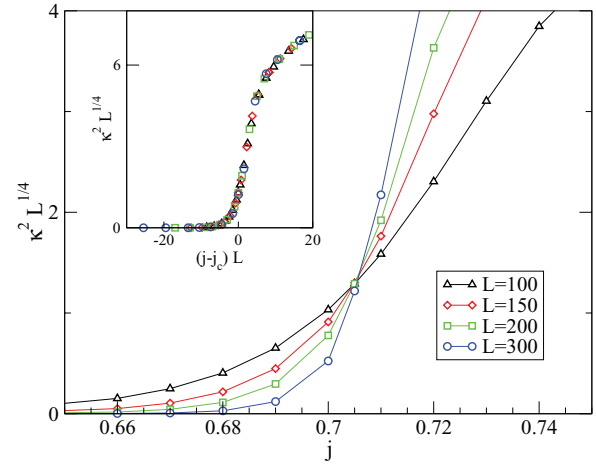 4
2
0
κ² L^{1/4}
0.66
0.68
0.7
0.72
0.74
j
6
0
κ² L^{1/4}
-20
0
20
(j-j_c) L
L=100
L=150
L=200
L=300